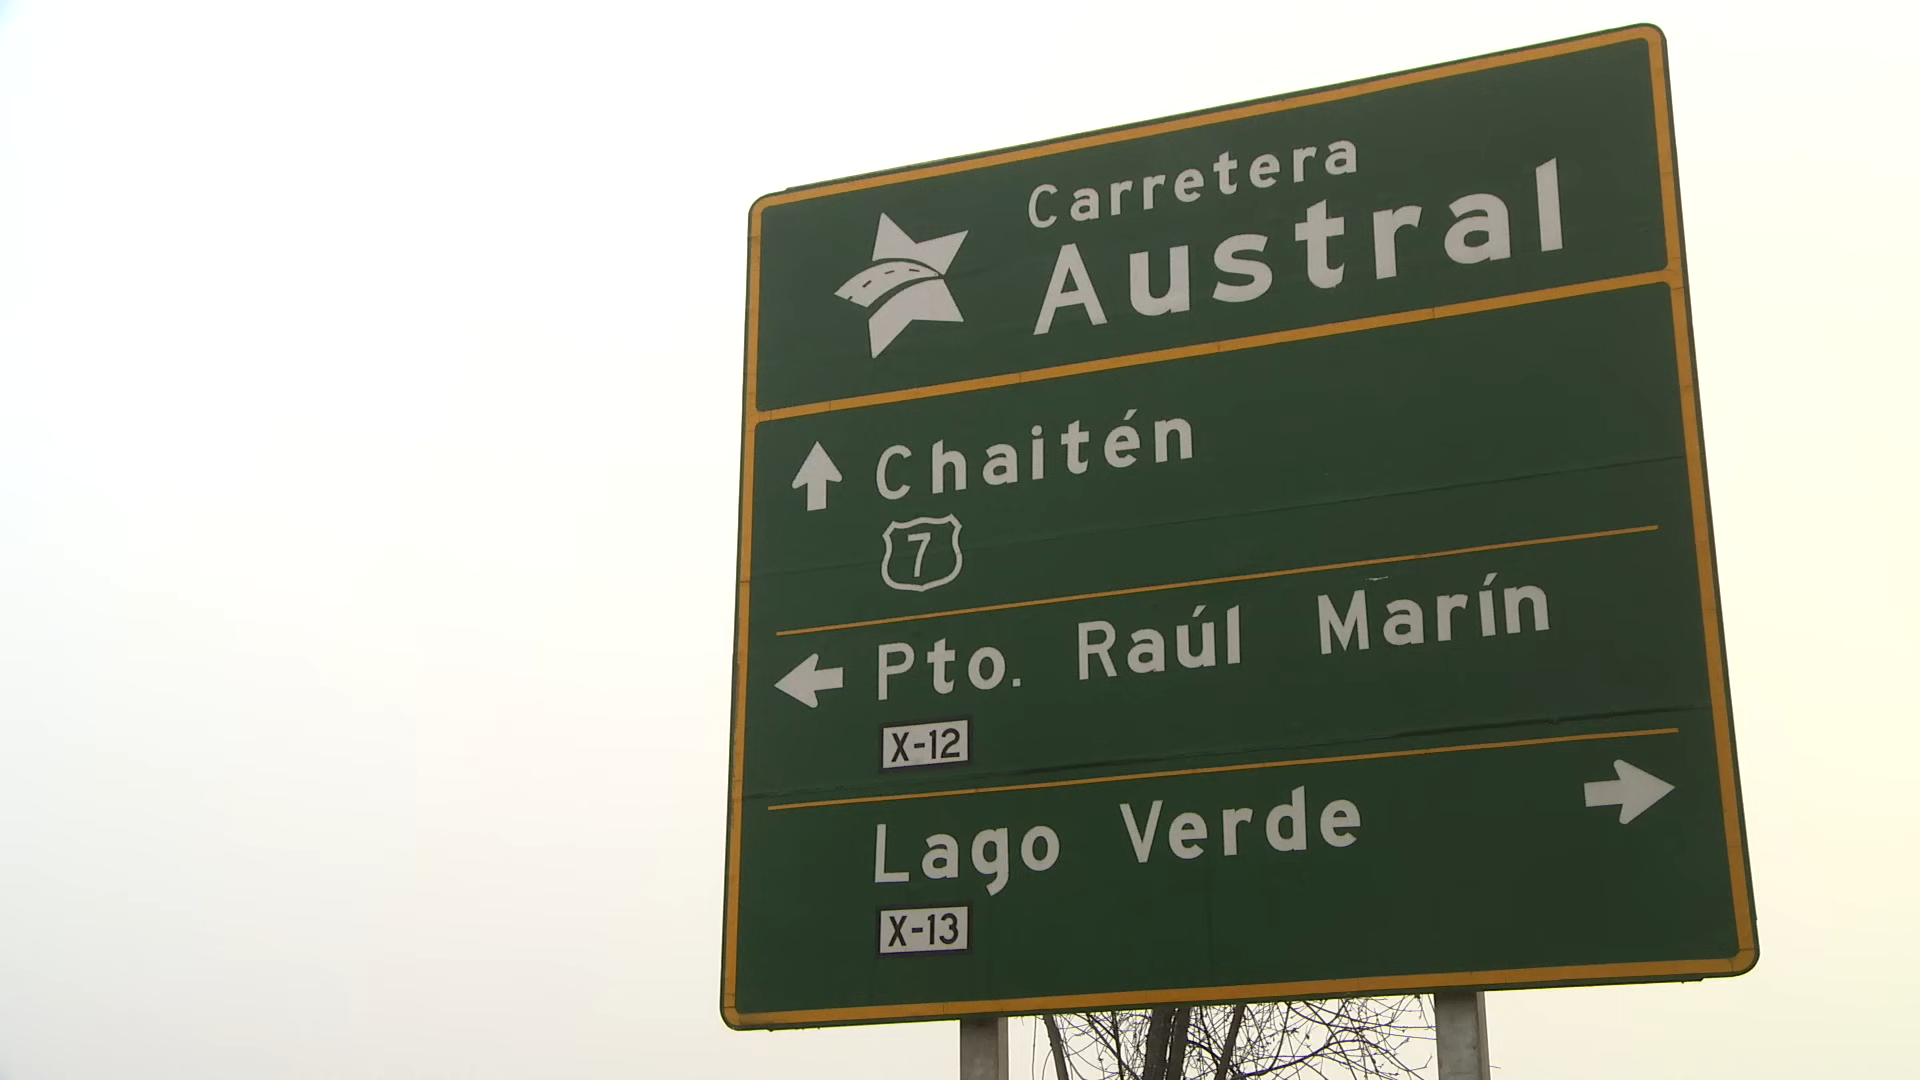 Carretera
Austral
Chaitén
7
Pto. Raúl Marín
X-12
Lago Verde
X-13